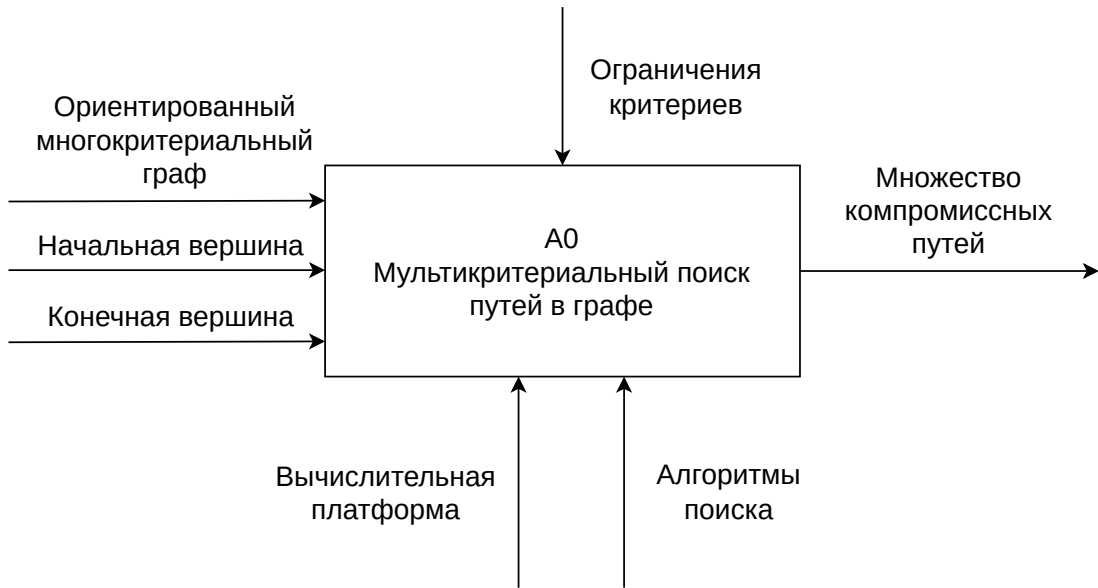 Ограничения
критериев
Ориентированный
многокритериальный
граф
Начальная вершина
Конечная вершина
A0
Мультикритериальный поиск
путей в графе
Множество
компромиссных
путей
Вычислительная
платформа
Алгоритмы
поиска